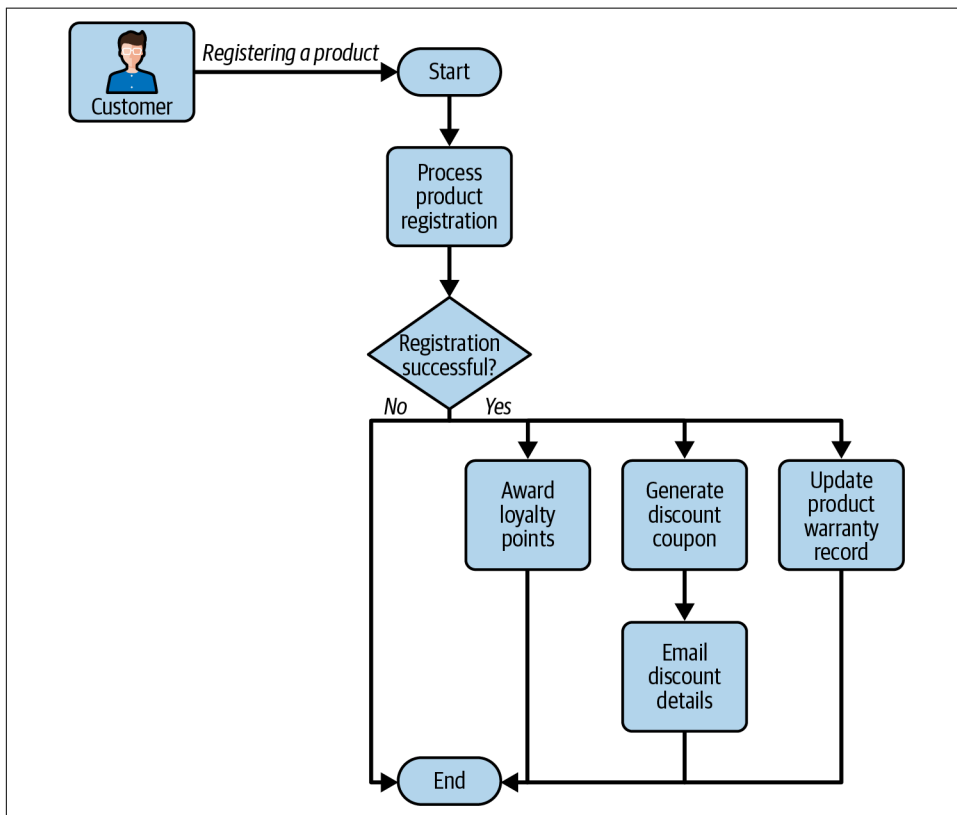 Registering a product
Customer
Start
Process
product
registration
Registration
successful?
No
Yes
Award
loyalty
points
Generate
discount
coupon
Update
product
warranty
record
Email
discount
details
End